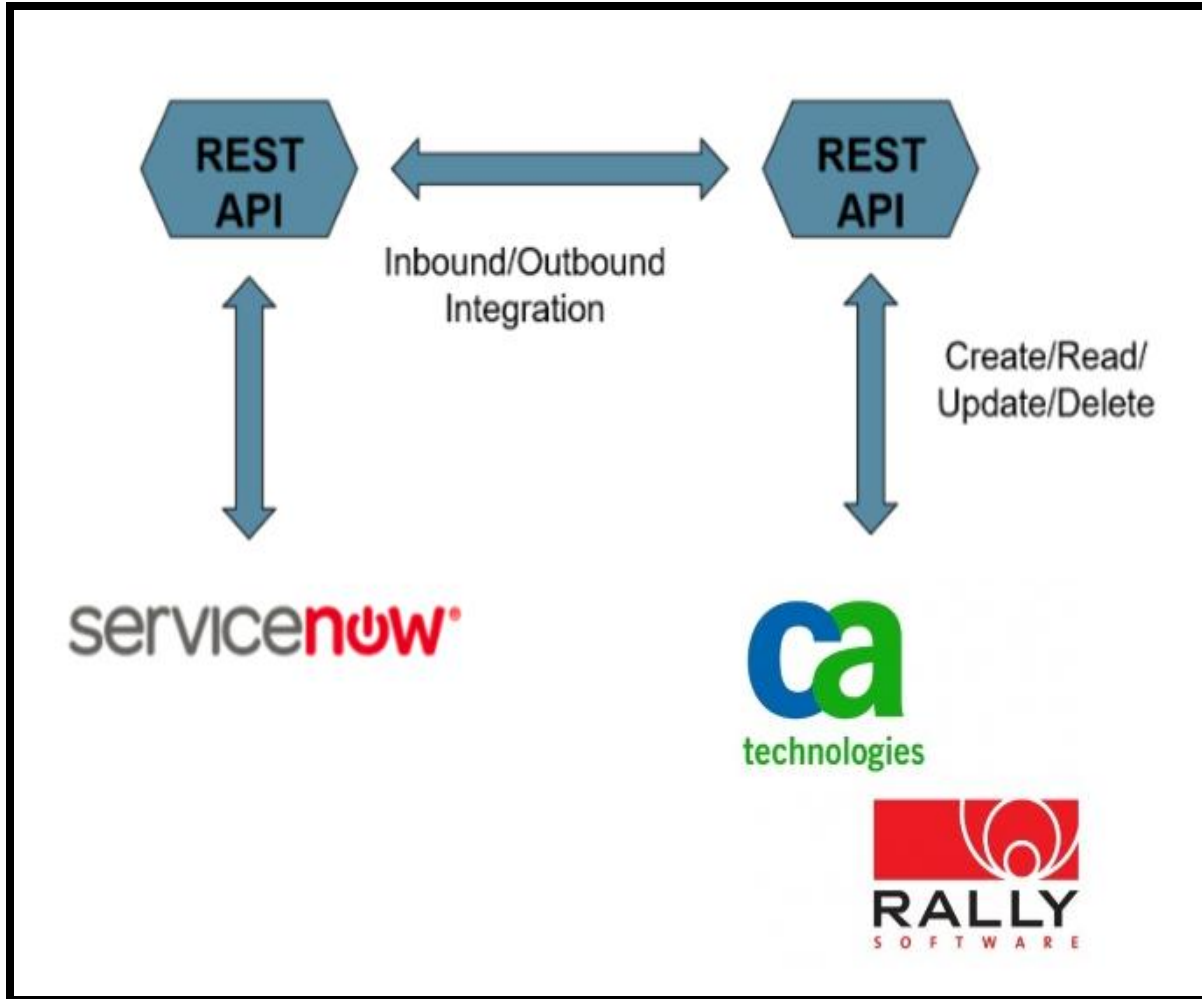 REST
API
REST
API
Inbound/Outbound
Integration
Create/Read/
Update/Delete
servicenow
ca
technologies
RALLY
SOFTWARE